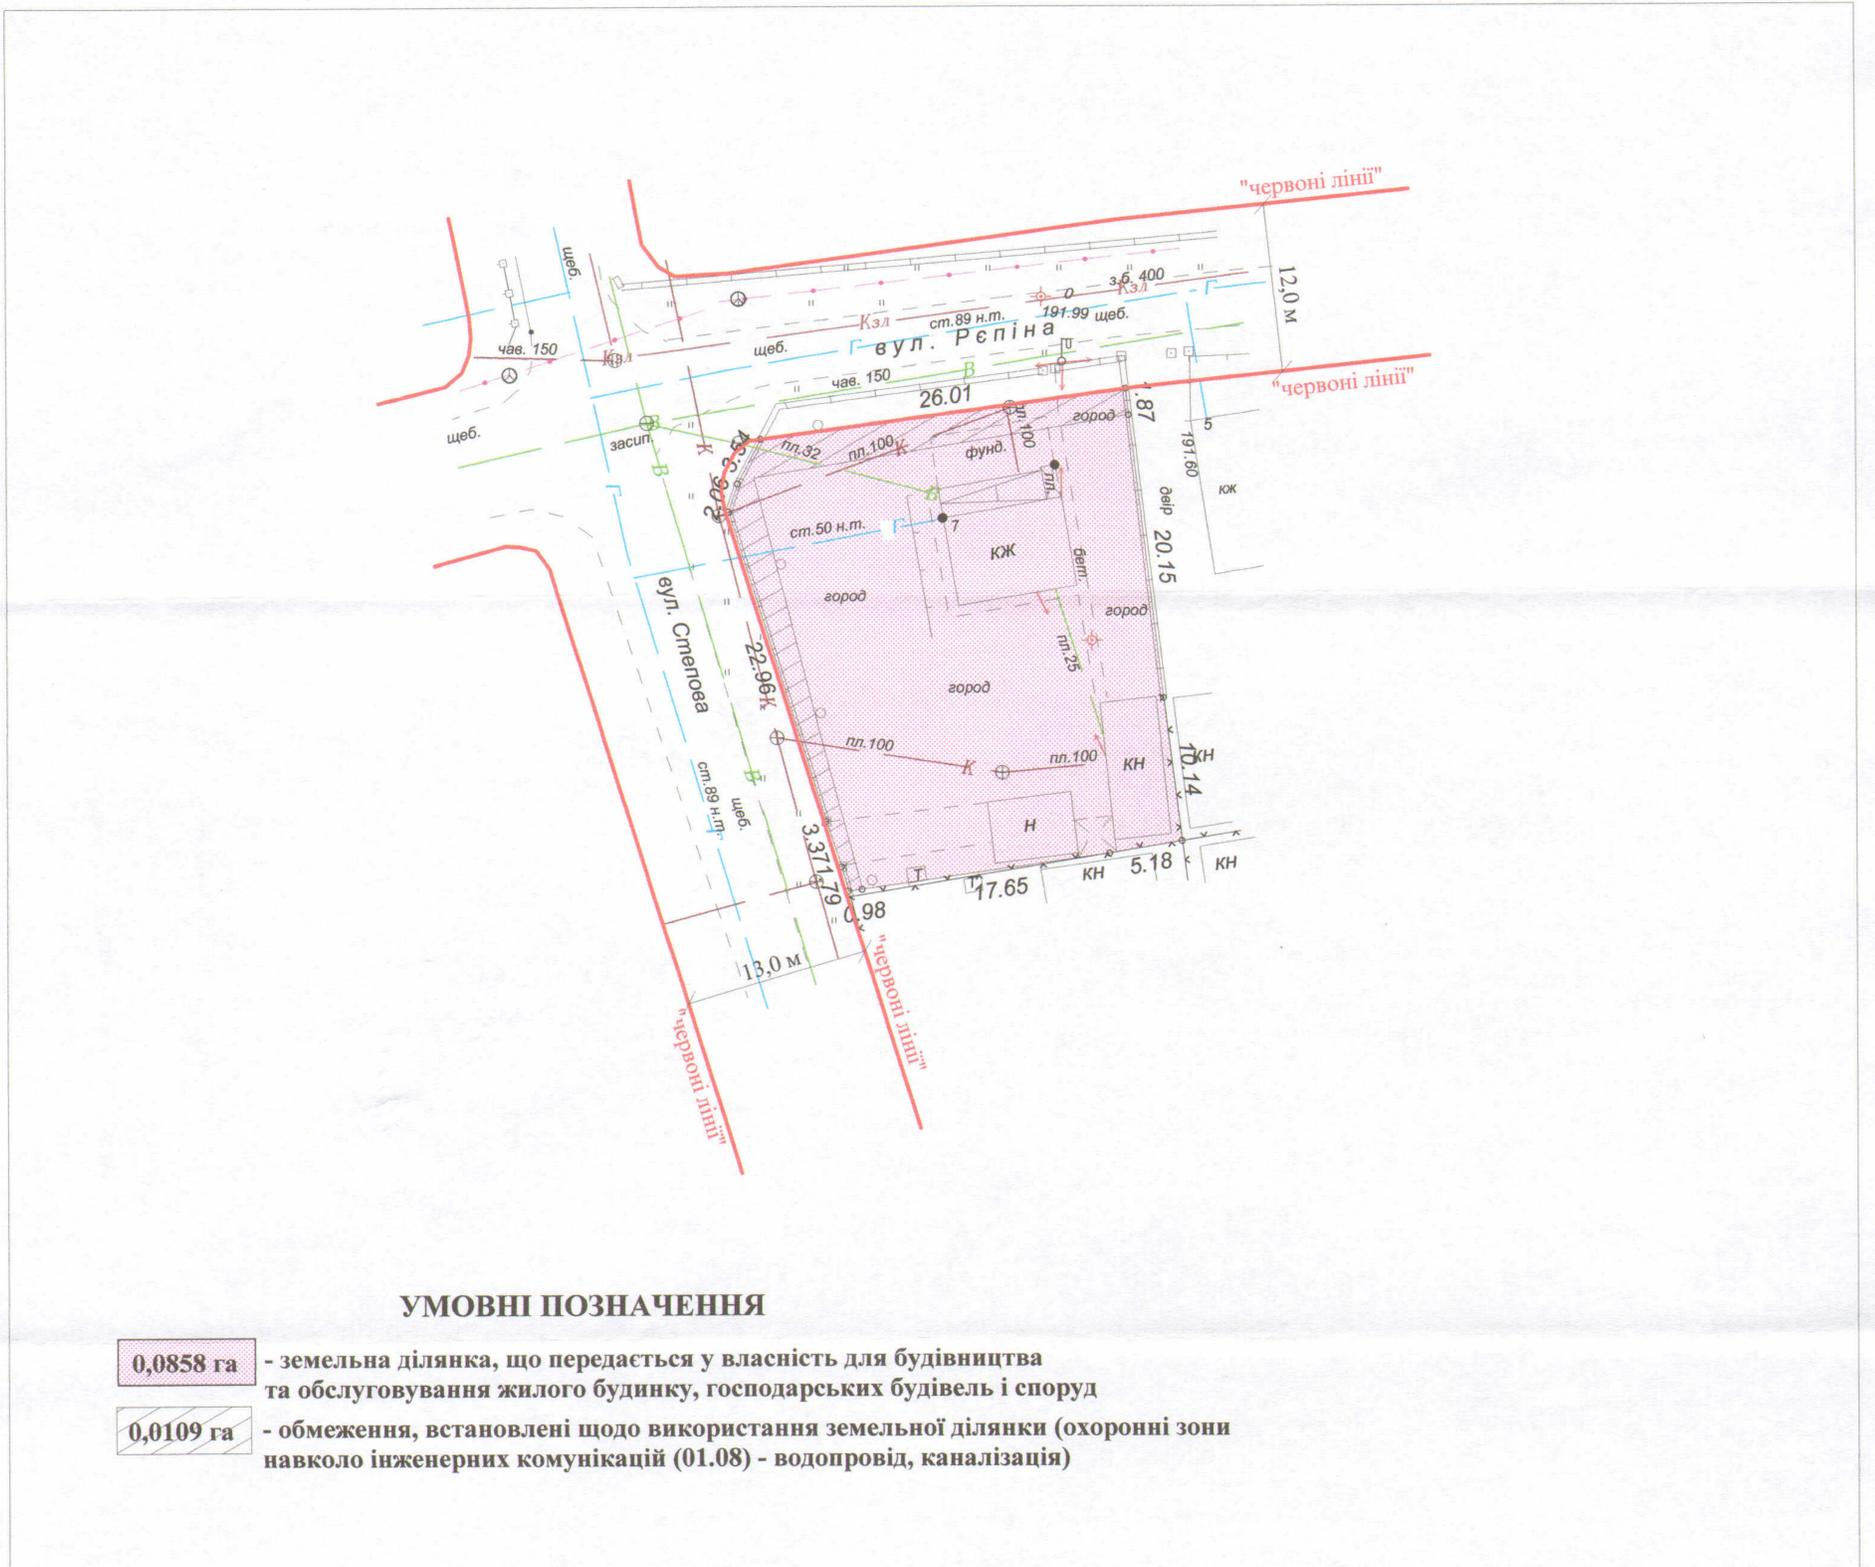 "червоні лінії"
12,0 м
"червоні лінії"
щеб.
з.б. 400
Кзл
Г
0
191.99 щеб.
ст.89 н.т.
Кзл
вул. Рєпіна
Г
щеб.
Кзл
чав. 150
чав. 150
В
26.01
щеб.
засип.
В
В
К
3.54
пл.32
пл.100
К
пл.100
фунд.
город
5
191.60
кж
двір
20.15
Г
В
пл.
ст.50 н.т.
Г
7
КЖ
бет.
город
город
вул. Степова
22.96
К
пл.25
город
пл.100
К
пл.100
КН
КН
10.14
В
ст.89 н.т.
Г
щеб.
Н
3.37
1.79
Т
Т
17.65
КН
5.18
КН
0.98
13,0 м
"червоні лінії"
"червоні лінії"
УМОВНІ ПОЗНАЧЕННЯ
0,0858 га
- земельна ділянка, що передається у власність для будівництва
та обслуговування жилого будинку, господарських будівель і споруд
0,0109 га
- обмеження, встановлені щодо використання земельної ділянки (охоронні зони
навколо інженерних комунікацій (01.08) - водопровід, каналізація)